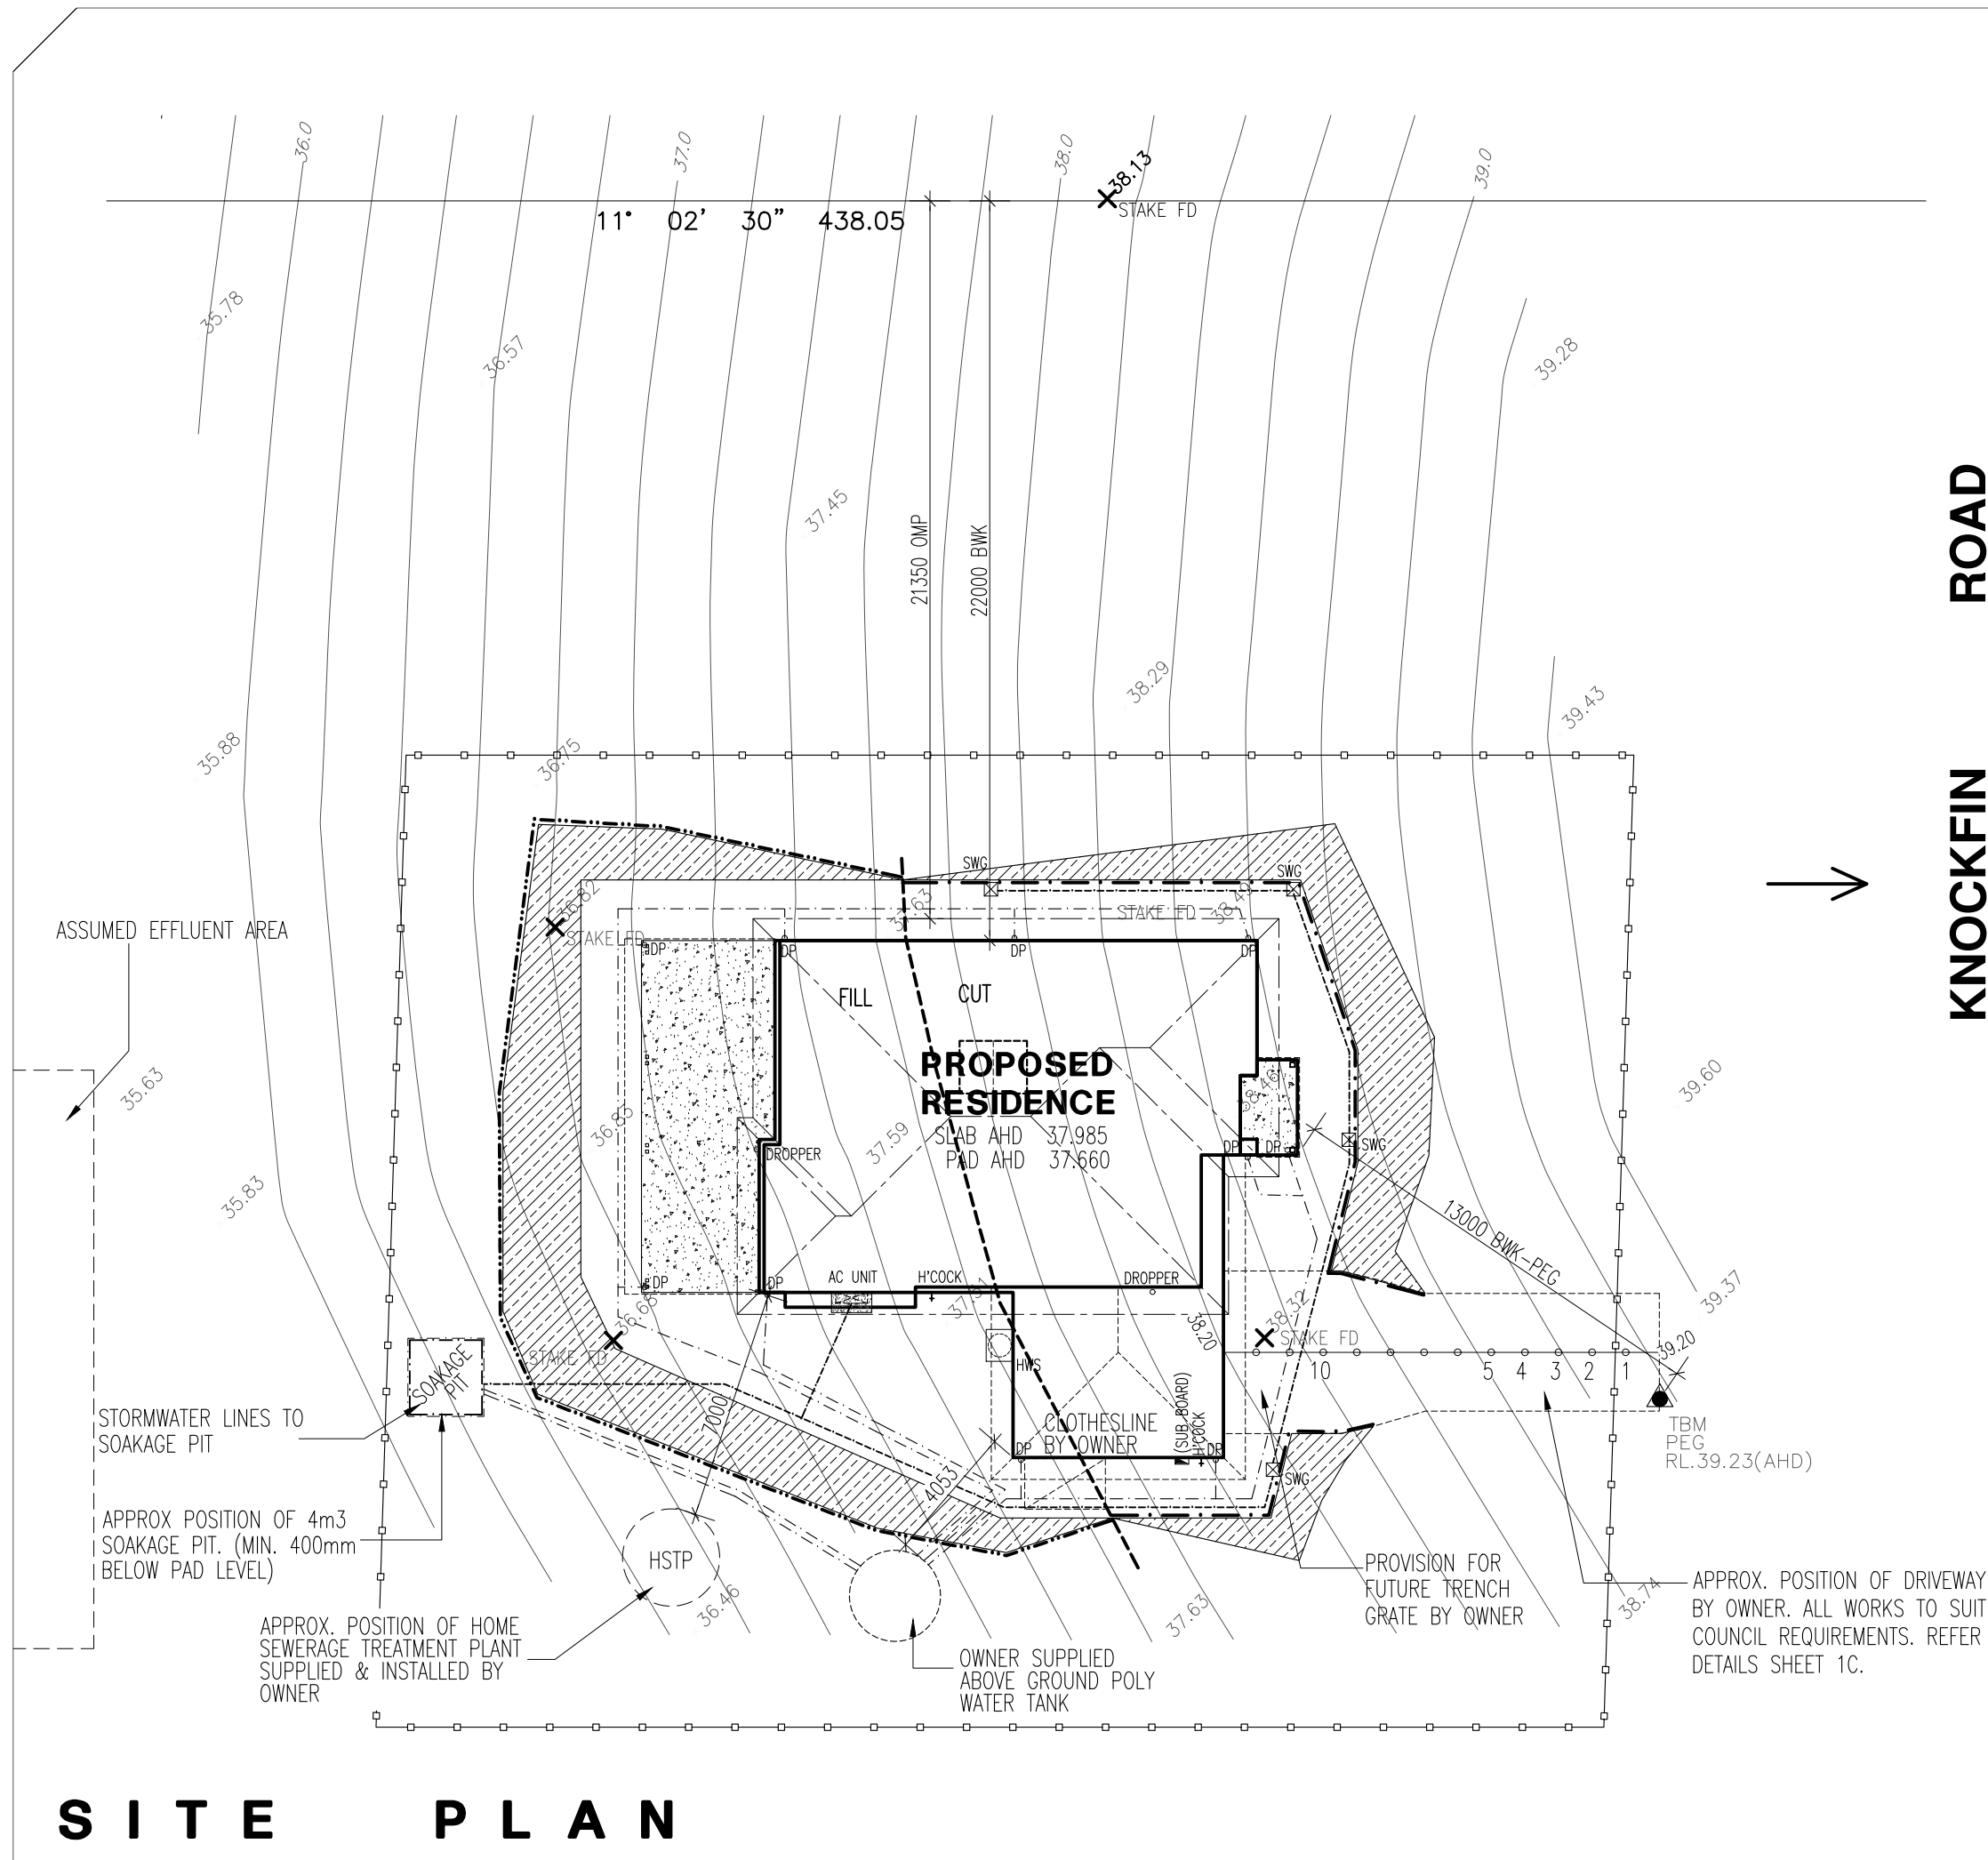 36.0
37.0
38.0
39.0
38.13
STAKE FD
11° 02' 30” 438.05
35.78
36.57
39.28
37.45
21350 OMP
22000 BWK
ROAD
38.29
39.43
35.88
36.75
KNOCKFIN
SWG
SWG
36.82
37.63
38.49
STAKE FD
STAKE FD
ASSUMED EFFLUENT AREA
DP
DP
DP
DP
FILL
CUT
PROPOSED
RESIDENCE
SLAB AHD 37.985
PAD AHD 37.660
38.46
35.63
39.60
36.83
37.59
DROPPER
DP
DP
SWG
35.83
13000 BWK-PEG
DP
DP
AC UNIT
H'COCK
DROPPER
39.37
36.68
38.20
38.32
STAKE FD
STAKE FD
39.20
HWS
10
5
4
3
2
1
SOAKAGE
PIT
STORMWATER LINES TO
SOAKAGE PIT
7000
CLOTHESLINE
BY OWNER
(SUB.BOARD)
H'COCK
DP
DP
TBM
PEG
RL.39.23(AHD)
SWG
4053
APPROX POSITION OF 4m3
SOAKAGE PIT. (MIN. 400mm
BELOW PAD LEVEL)
HSTP
36.46
37.63
38.74
PROVISION FOR
FUTURE TRENCH
GRATE BY OWNER
APPROX. POSITION OF DRIVEWAY
BY OWNER. ALL WORKS TO SUIT
COUNCIL REQUIREMENTS. REFER
DETAILS SHEET 1C.
APPROX. POSITION OF HOME
SEWERAGE TREATMENT PLANT
SUPPLIED & INSTALLED BY
OWNER
OWNER SUPPLIED
ABOVE GROUND POLY
WATER TANK
SITE PLAN